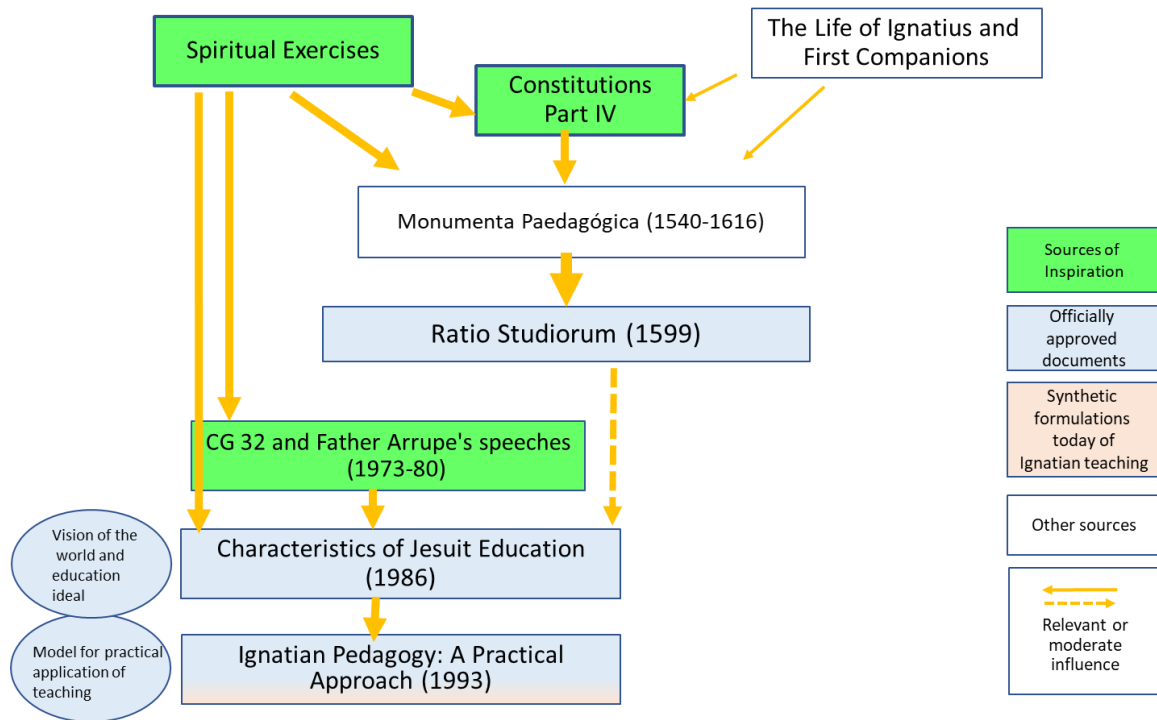 Spiritual Exercises
The Life of Ignatius and
First Companions
Constitutions
Part IV
Monumenta Paedagógica (1540-1616)
Ratio Studiorum (1599)
CG 32 and Father Arrupe's speeches
(1973-80)
Vision of the
world and
education
ideal
Characteristics of Jesuit Education
(1986)
Model for practical
application of
teaching
Ignatian Pedagogy: A Practical
Approach (1993)
Sources of
Inspiration
Officially
approved
documents
Synthetic
formulations
today of
Ignatian teaching
Other sources
Relevant or
moderate
influence